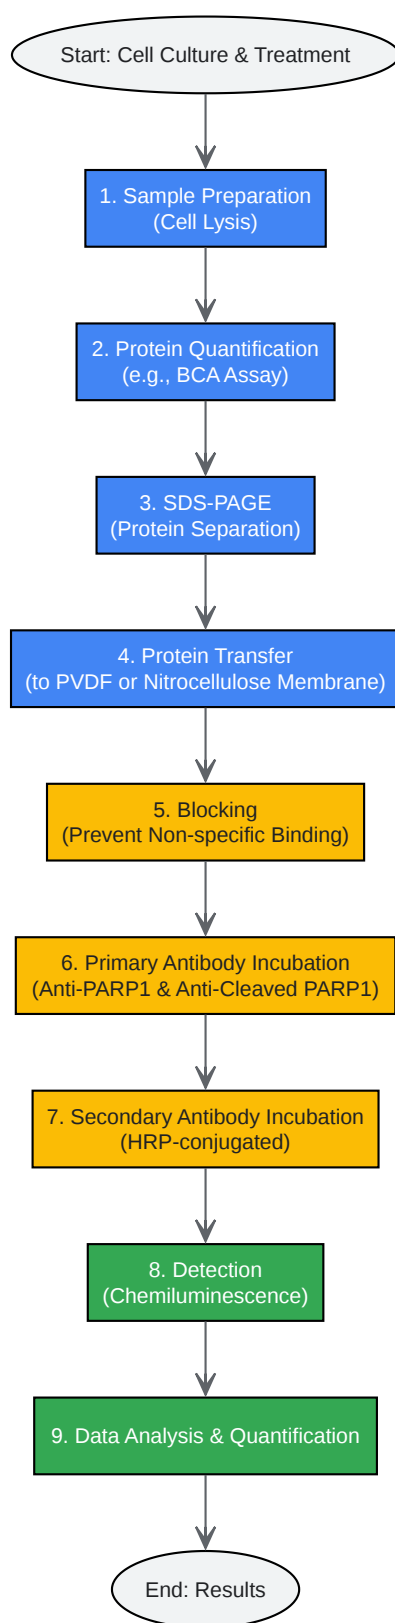 Start: Cell Culture & Treatment
1. Sample Preparation
(Cell Lysis)
2. Protein Quantification
(e.g., BCA Assay)
3. SDS-PAGE
(Protein Separation)
4. Protein Transfer
(to PVDF or Nitrocellulose Membrane)
5. Blocking
(Prevent Non-specific Binding)
6. Primary Antibody Incubation
(Anti-PARP1 & Anti-Cleaved PARP1)
7. Secondary Antibody Incubation
(HRP-conjugated)
8. Detection
(Chemiluminescence)
9. Data Analysis & Quantification
End: Results